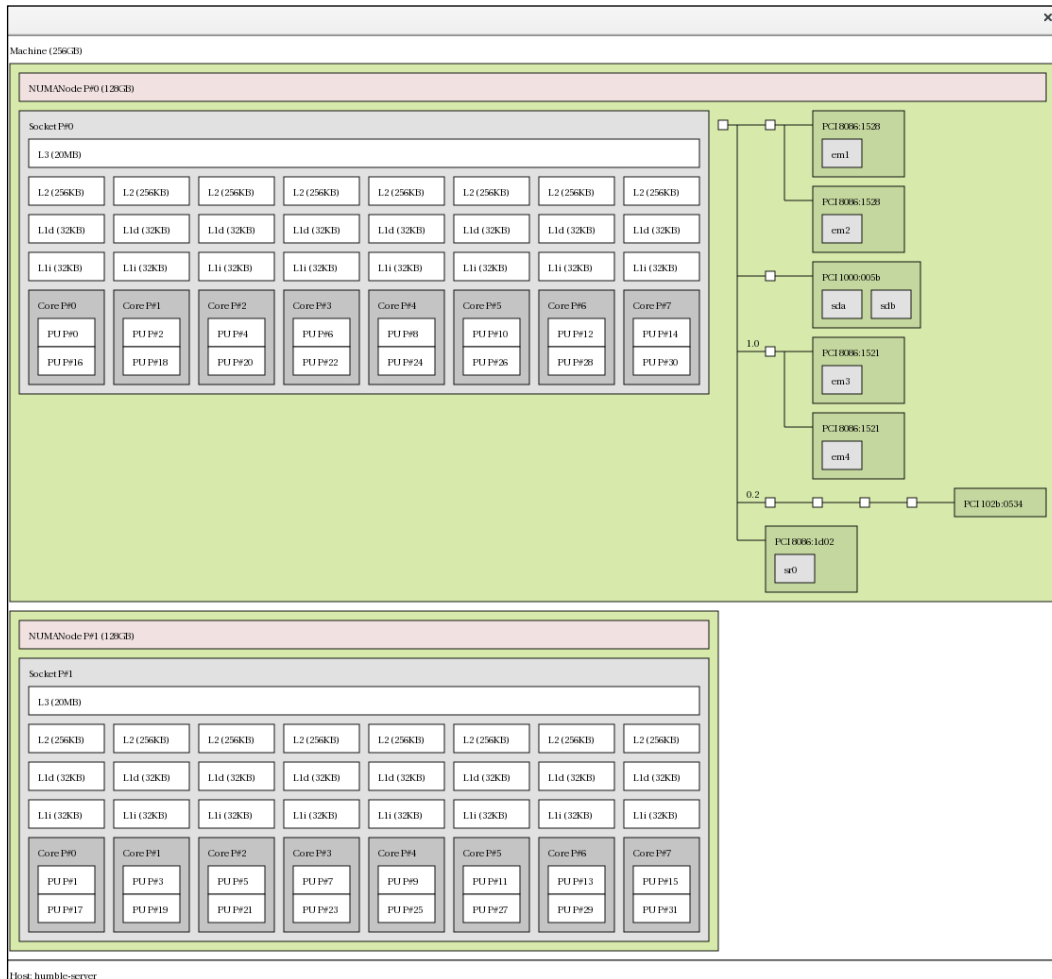 ×
Machine (256GB)
NUMANode P#0 (128GB)
Socket P#0
L3 (20MB)
L2 (256KB) L2 (256KB) L2 (256KB) L2 (256KB) L2 (256KB) L2 (256KB) L2 (256KB) L2 (256KB)
L1d (32KB) L1d (32KB) L1d (32KB) L1d (32KB) L1d (32KB) L1d (32KB) L1d (32KB) L1d (32KB)
L1i (32KB) L1i (32KB) L1i (32KB) L1i (32KB) L1i (32KB) L1i (32KB) L1i (32KB) L1i (32KB)
Core P#0 Core P#1 Core P#2 Core P#3 Core P#4 Core P#5 Core P#6 Core P#7
PU P#0 PU P#2 PU P#4 PU P#6 PU P#8 PU P#10 PU P#12 PU P#14
PU P#16 PU P#18 PU P#20 PU P#22 PU P#24 PU P#26 PU P#28 PU P#30
PCI 8086:1528
em1
PCI 8086:1528
em2
PCI 1000:005b
sda sdb
1.0
PCI 8086:1521
em3
PCI 8086:1521
em4
0.2
PCI 102b:0534
PCI 8086:1d02
sr0
NUMANode P#1 (128GB)
Socket P#1
L3 (20MB)
L2 (256KB) L2 (256KB) L2 (256KB) L2 (256KB) L2 (256KB) L2 (256KB) L2 (256KB) L2 (256KB)
L1d (32KB) L1d (32KB) L1d (32KB) L1d (32KB) L1d (32KB) L1d (32KB) L1d (32KB) L1d (32KB)
L1i (32KB) L1i (32KB) L1i (32KB) L1i (32KB) L1i (32KB) L1i (32KB) L1i (32KB) L1i (32KB)
Core P#0 Core P#1 Core P#2 Core P#3 Core P#4 Core P#5 Core P#6 Core P#7
PU P#1 PU P#3 PU P#5 PU P#7 PU P#9 PU P#11 PU P#13 PU P#15
PU P#17 PU P#19 PU P#21 PU P#23 PU P#25 PU P#27 PU P#29 PU P#31
Host: humble-server